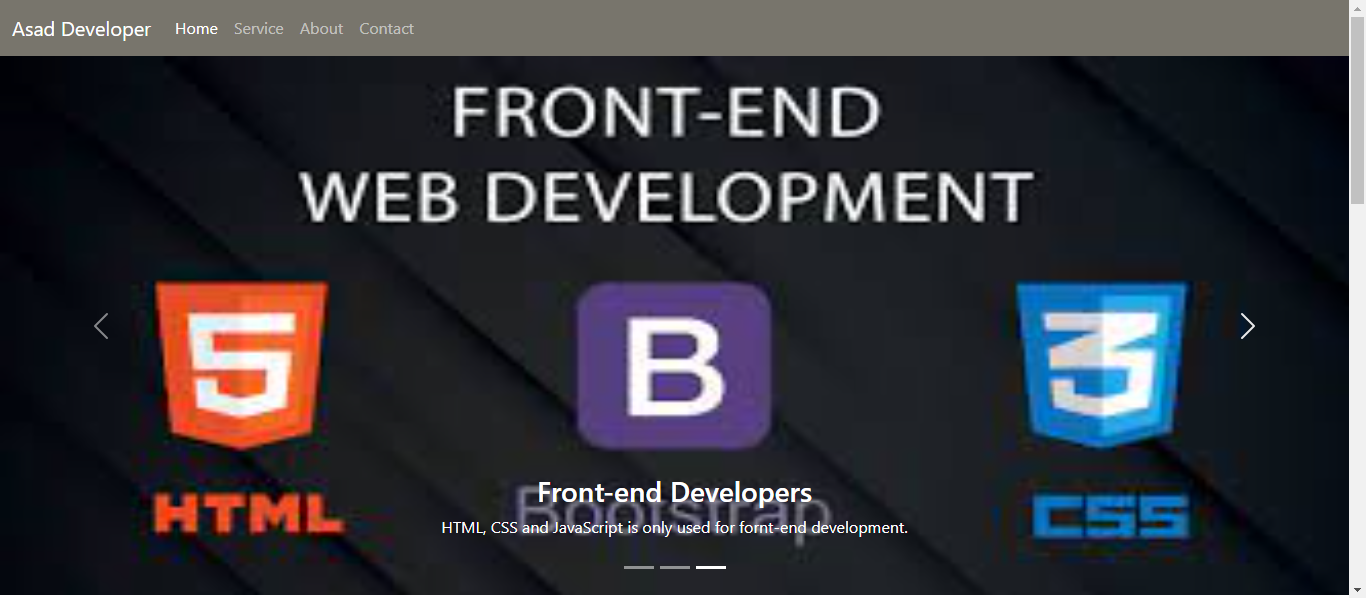 Asad Developer Home Service About Contact
FRONT-END
WEB DEVELOPMENT
5 B 3
Front-end Developers
HTML Bootstrap CSS
HTML, CSS and JavaScript is only used for fornt-end development.